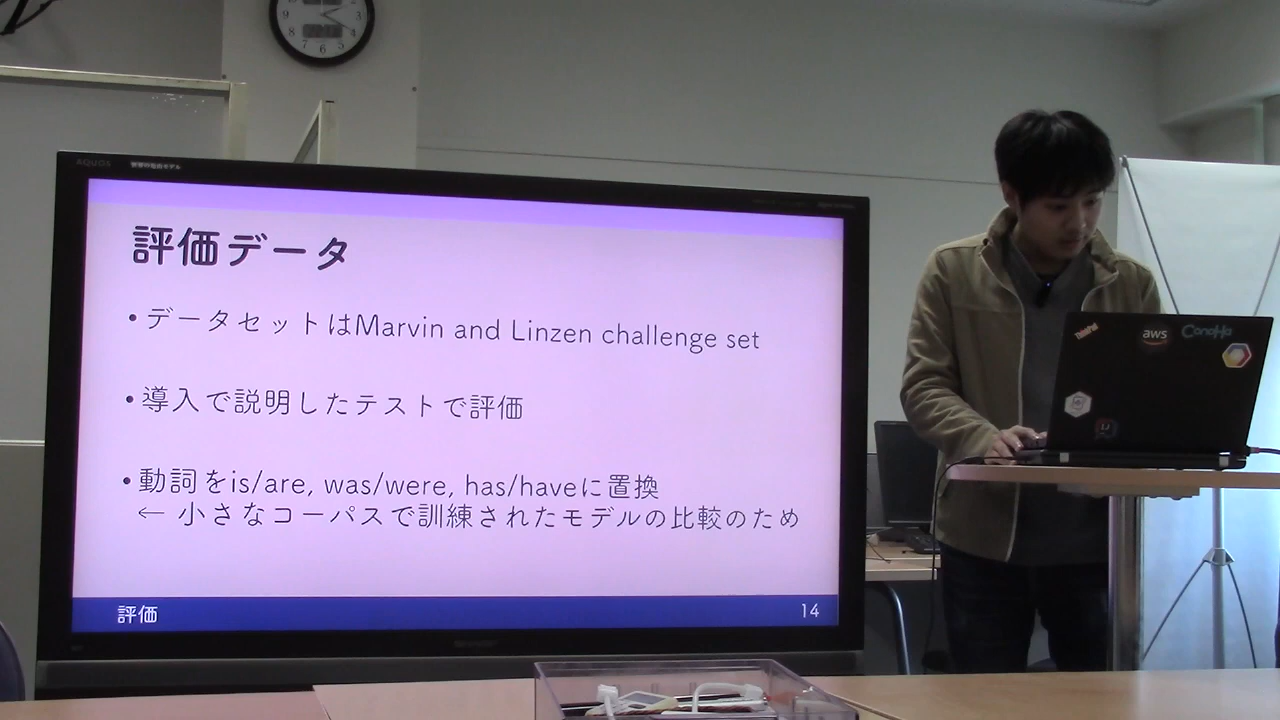 AQUOS
評価データ
• データセットはMarvin and Linzen challenge set
• 導入で説明したテストで評価
• 動詞をis/are, was/were, has/haveに置換
← 小さなコーパスで訓練されたモデルの比較のため
評価
14
ThinkPad
aws
ConoHa
IJ